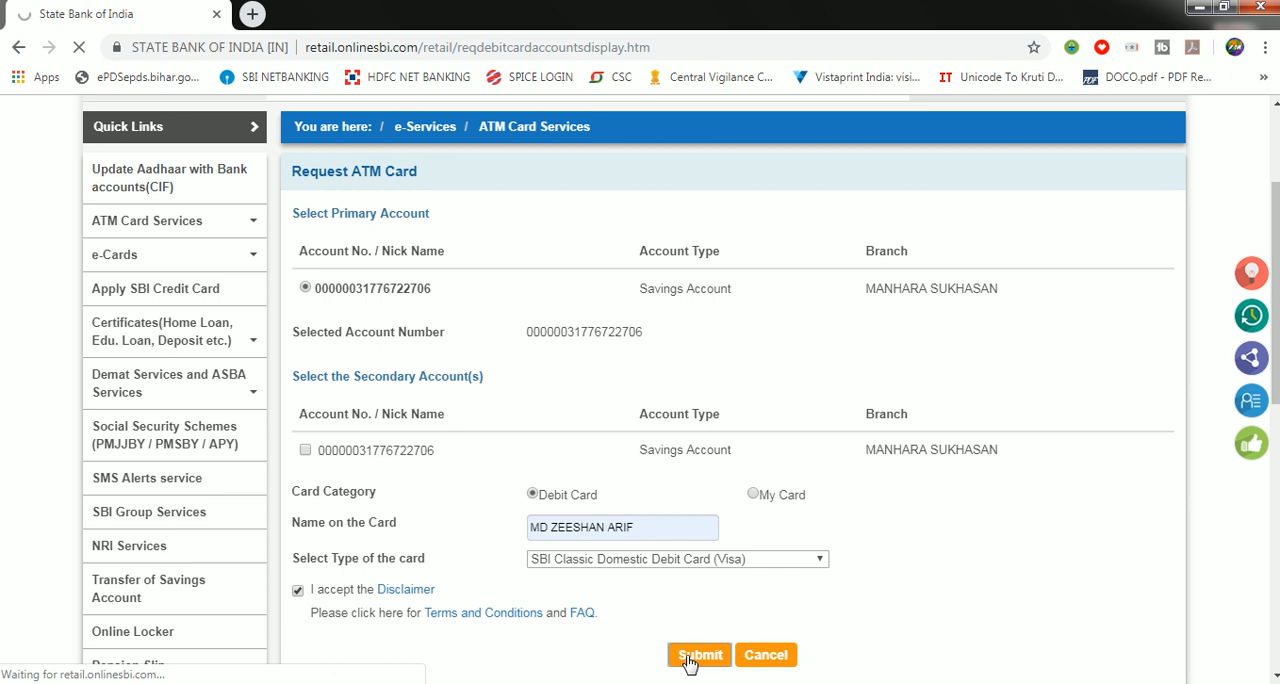 State Bank of India
STATE BANK OF INDIA [IN] retail.onlinesbi.com/retail/reqdebitcardaccountsdisplay.htm
Apps ePDSepds.bihar.go... SBI NETBANKING HDFC NET BANKING SPICE LOGIN CSC Central Vigilance C... Vistaprint India: visi... IT Unicode To Kruti D... DOCO.pdf - PDF Re... »
Quick Links
You are here: / e-Services / ATM Card Services
Update Aadhaar with Bank
accounts(CIF)
ATM Card Services
e-Cards
Apply SBI Credit Card
Certificates(Home Loan,
Edu. Loan, Deposit etc.)
Demat Services and ASBA
Services
Social Security Schemes
(PMJJBY / PMSBY / APY)
SMS Alerts service
SBI Group Services
NRI Services
Transfer of Savings
Account
Online Locker
Pension Slip
Request ATM Card
Select Primary Account
Account No. / Nick Name Account Type Branch
00000031776722706 Savings Account MANHARA SUKHASAN
Selected Account Number 00000031776722706
Select the Secondary Account(s)
Account No. / Nick Name Account Type Branch
00000031776722706 Savings Account MANHARA SUKHASAN
Card Category Debit Card My Card
Name on the Card MD ZEESHAN ARIF
Select Type of the card SBI Classic Domestic Debit Card (Visa)
I accept the Disclaimer
Please click here for Terms and Conditions and FAQ.
Submit Cancel
Waiting for retail.onlinesbi.com...